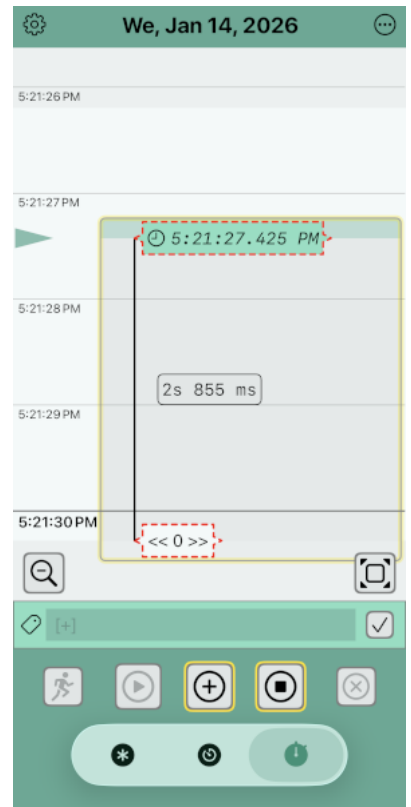 We, Jan 14, 2026
5:21:26 PM
5:21:27 PM
5:21:27.425 PM
5:21:28 PM
2s 855 ms
5:21:29 PM
5:21:30 PM
<< 0 >>
[+]